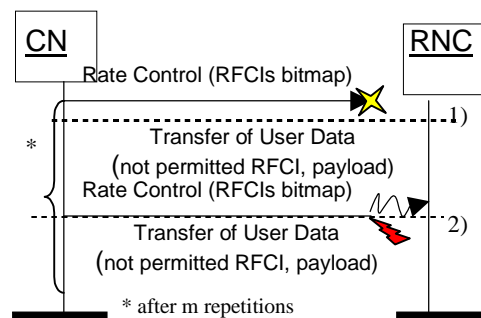 CN
RNC
Rate Control (RFCIs bitmap)
1)
Transfer of User Data
(not permitted RFCI, payload)
*
Rate Control (RFCIs bitmap)
2)
Transfer of User Data
(not permitted RFCI, payload)
* after m repetitions